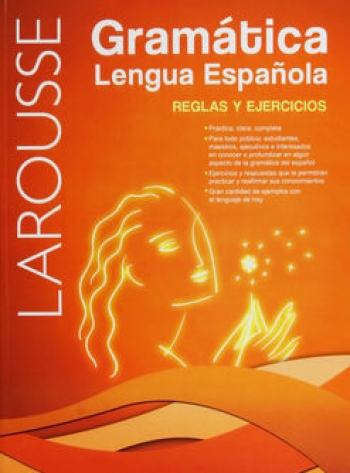 LAROUSSE
Gramática
Lengua Española
REGLAS Y EJERCICIOS
• Práctica, clara, completa
• Para todo público: estudiantes,
maestros, ejecutivos e interesados
en conocer o profundizar en algún
aspecto de la gramática del español
• Ejercicios y respuestas que le permitirán
practicar y reafirmar sus conocimientos
• Gran cantidad de ejemplos con
el lenguaje de hoy